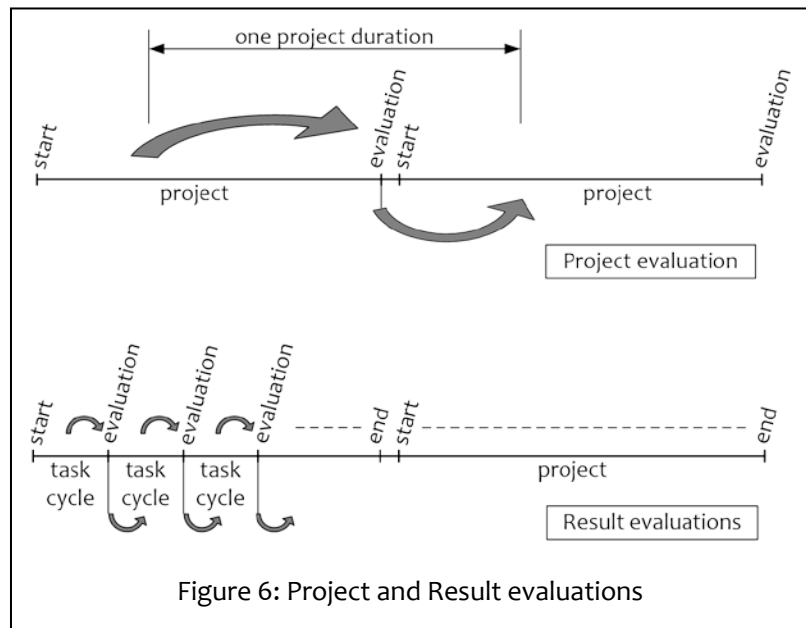 one project duration
start
evaluation
start
evaluation
project
project
Project evaluation
start
evaluation
evaluation
evaluation
end
start
end
task
cycle
task
cycle
task
cycle
project
Result evaluations
Figure 6: Project and Result evaluations